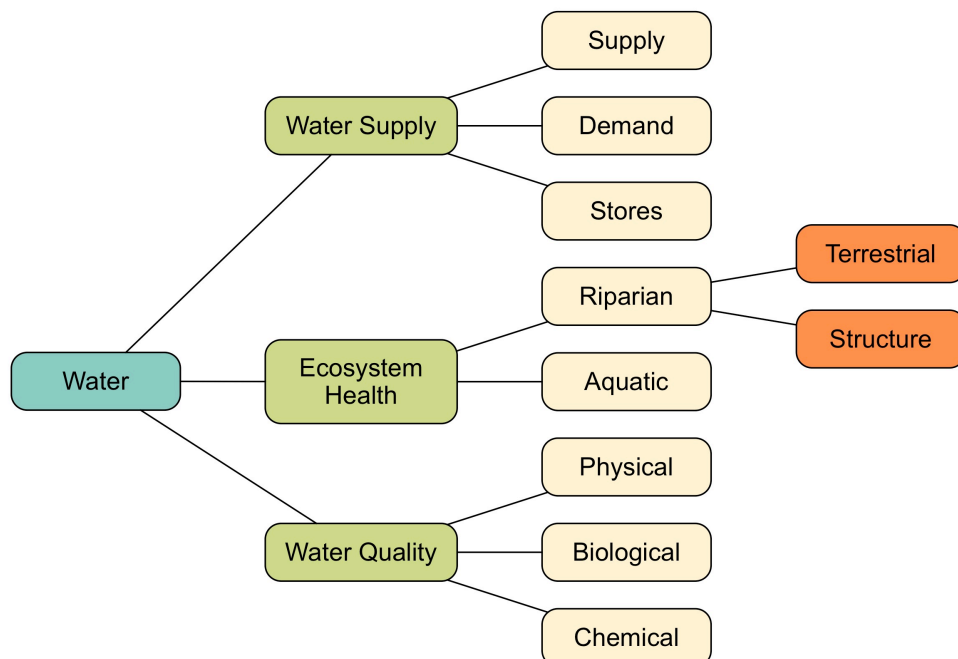 Supply
Water Supply
Demand
Stores
Terrestrial
Riparian
Structure
Ecosystem
Health
Water
Aquatic
Physical
Water Quality
Biological
Chemical